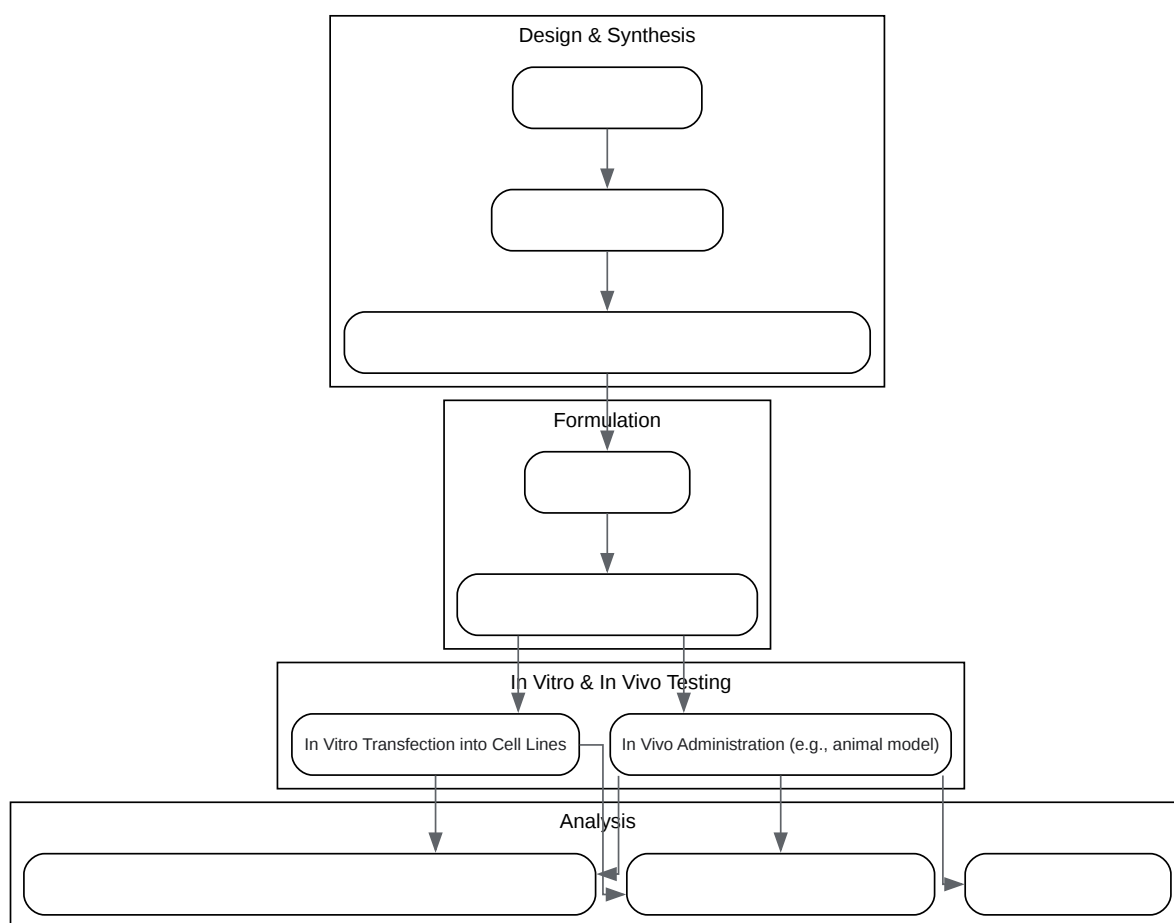 Design & Synthesis
Formulation
In Vitro & In Vivo Testing
In Vitro Transfection into Cell Lines
In Vivo Administration (e.g., animal model)
Analysis